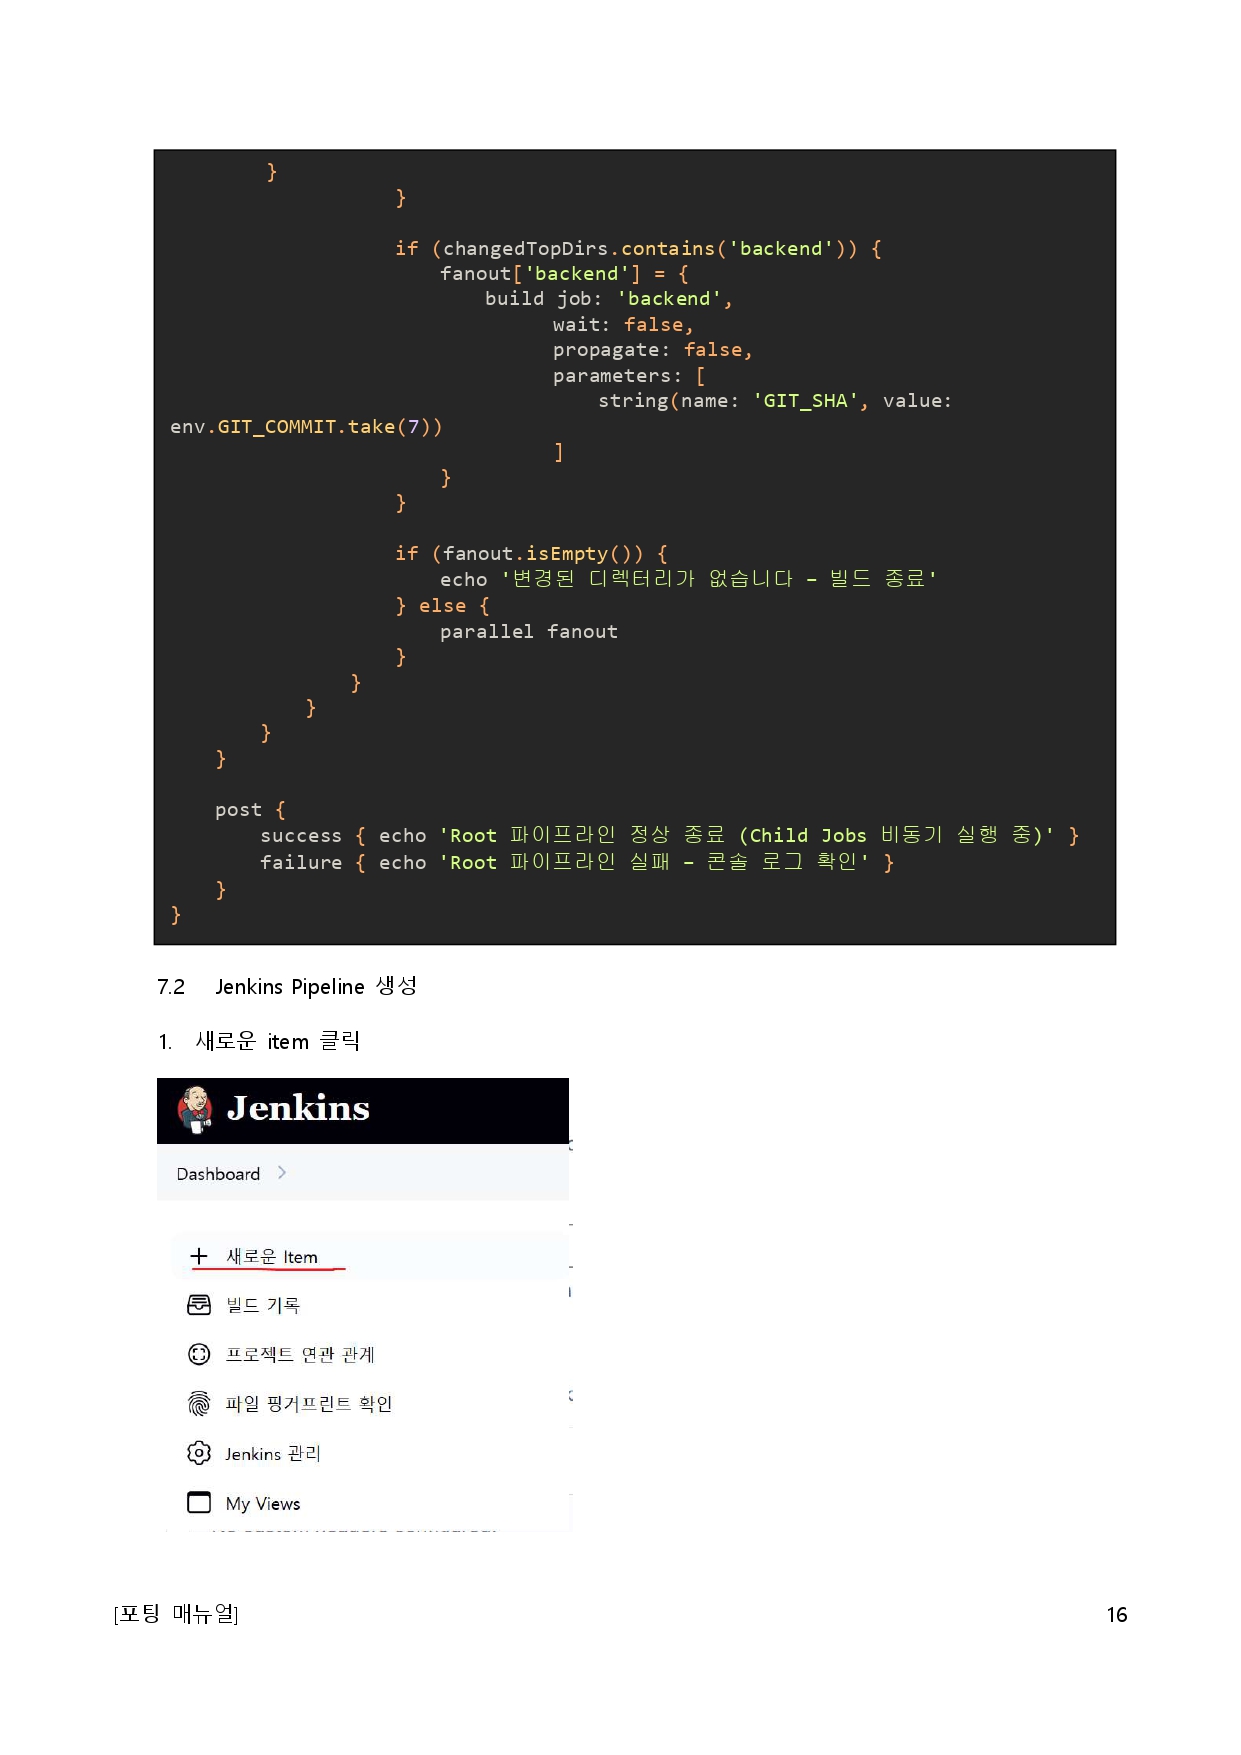 }
                    }

                    if (changedTopDirs.contains('backend')) {
                        fanout['backend'] = {
                            build job: 'backend',
                                  wait: false,
                                  propagate: false,
                                  parameters: [
                                      string(name: 'GIT_SHA', value:
env.GIT_COMMIT.take(7))
                                  ]
                        }
                    }

                    if (fanout.isEmpty()) {
                        echo '변경된 디렉터리가 없습니다 – 빌드 종료'
                    } else {
                        parallel fanout
                    }
                }
            }
        }
    }

    post {
        success { echo 'Root 파이프라인 정상 종료 (Child Jobs 비동기 실행 중)' }
        failure { echo 'Root 파이프라인 실패 – 콘솔 로그 확인' }
    }
}
7.2 Jenkins Pipeline 생성
1. 새로운 item 클릭
Jenkins
Dashboard >
+ 새로운 Item
빌드 기록
프로젝트 연관 관계
파일 핑거프린트 확인
Jenkins 관리
My Views
[포팅 매뉴얼] 16